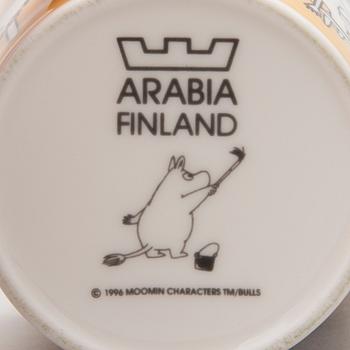 ARABIA
FINLAND
© 1996 MOOMIN CHARACTERS TM/BULLS